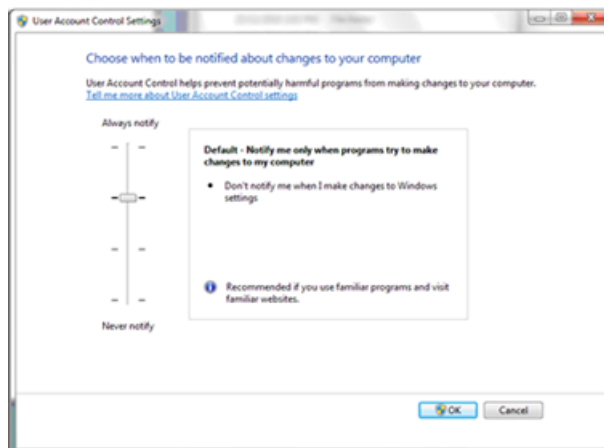 User Account Control Settings
Choose when to be notified about changes to your computer
User Account Control helps prevent potentially harmful programs from making changes to your computer.
Tell me more about User Account Control settings
Always notify
Default - Notify me only when programs try to make
changes to my computer
• Don't notify me when I make changes to Windows
settings
Recommended if you use familiar programs and visit
familiar websites.
Never notify
OK
Cancel